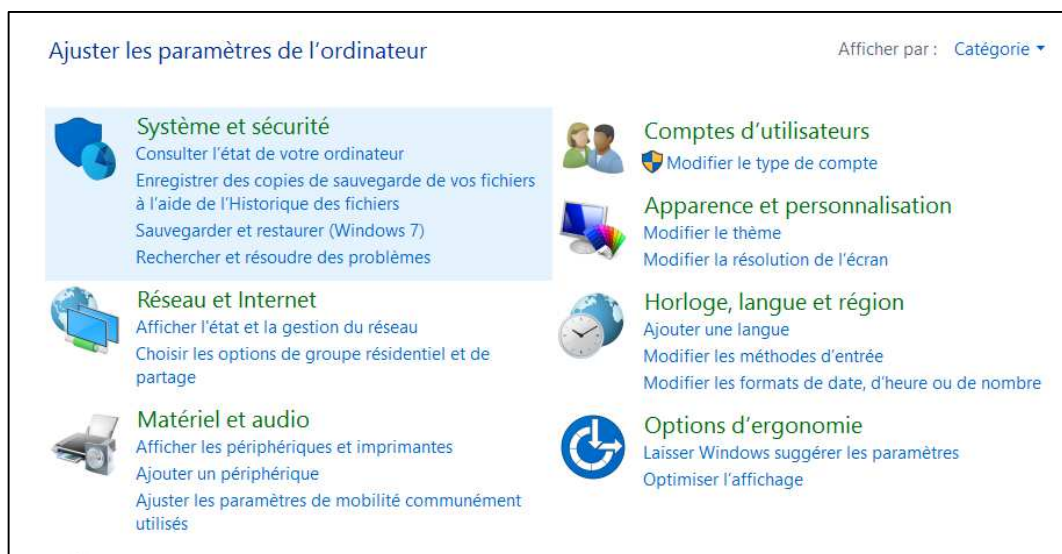 Ajuster les paramètres de l'ordinateur
Afficher par : Catégorie
Système et sécurité
Consulter l'état de votre ordinateur
Enregistrer des copies de sauvegarde de vos fichiers
à l'aide de l'Historique des fichiers
Sauvegarder et restaurer (Windows 7)
Rechercher et résoudre des problèmes
Réseau et Internet
Afficher l'état et la gestion du réseau
Choisir les options de groupe résidentiel et de
partage
Matériel et audio
Afficher les périphériques et imprimantes
Ajouter un périphérique
Ajuster les paramètres de mobilité communément
utilisés
Comptes d'utilisateurs
Modifier le type de compte
Apparence et personnalisation
Modifier le thème
Modifier la résolution de l'écran
Horloge, langue et région
Ajouter une langue
Modifier les méthodes d'entrée
Modifier les formats de date, d'heure ou de nombre
Options d'ergonomie
Laisser Windows suggérer les paramètres
Optimiser l'affichage